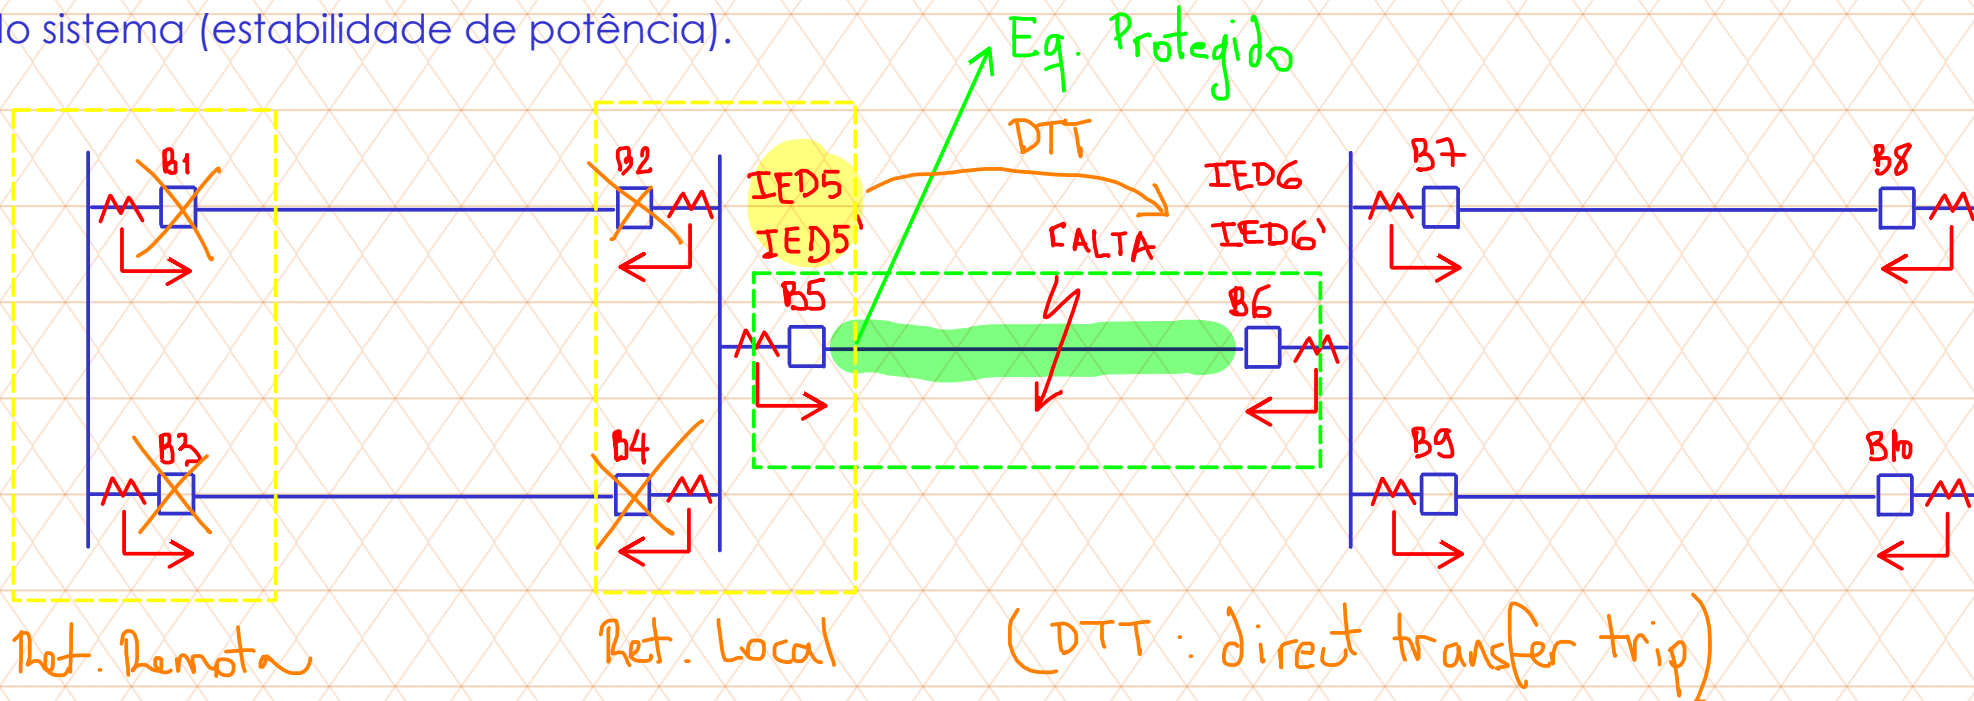 do sistema (estabilidade de potência).
Eq. Protegido
DTT
B1
B2
IED5
IED5'
IED6
IED6'
FALTA
B7
B8
B5
B6
B3
B4
B9
B10
Ret. Remota
Ret. Local
(DTT : direct transfer trip)